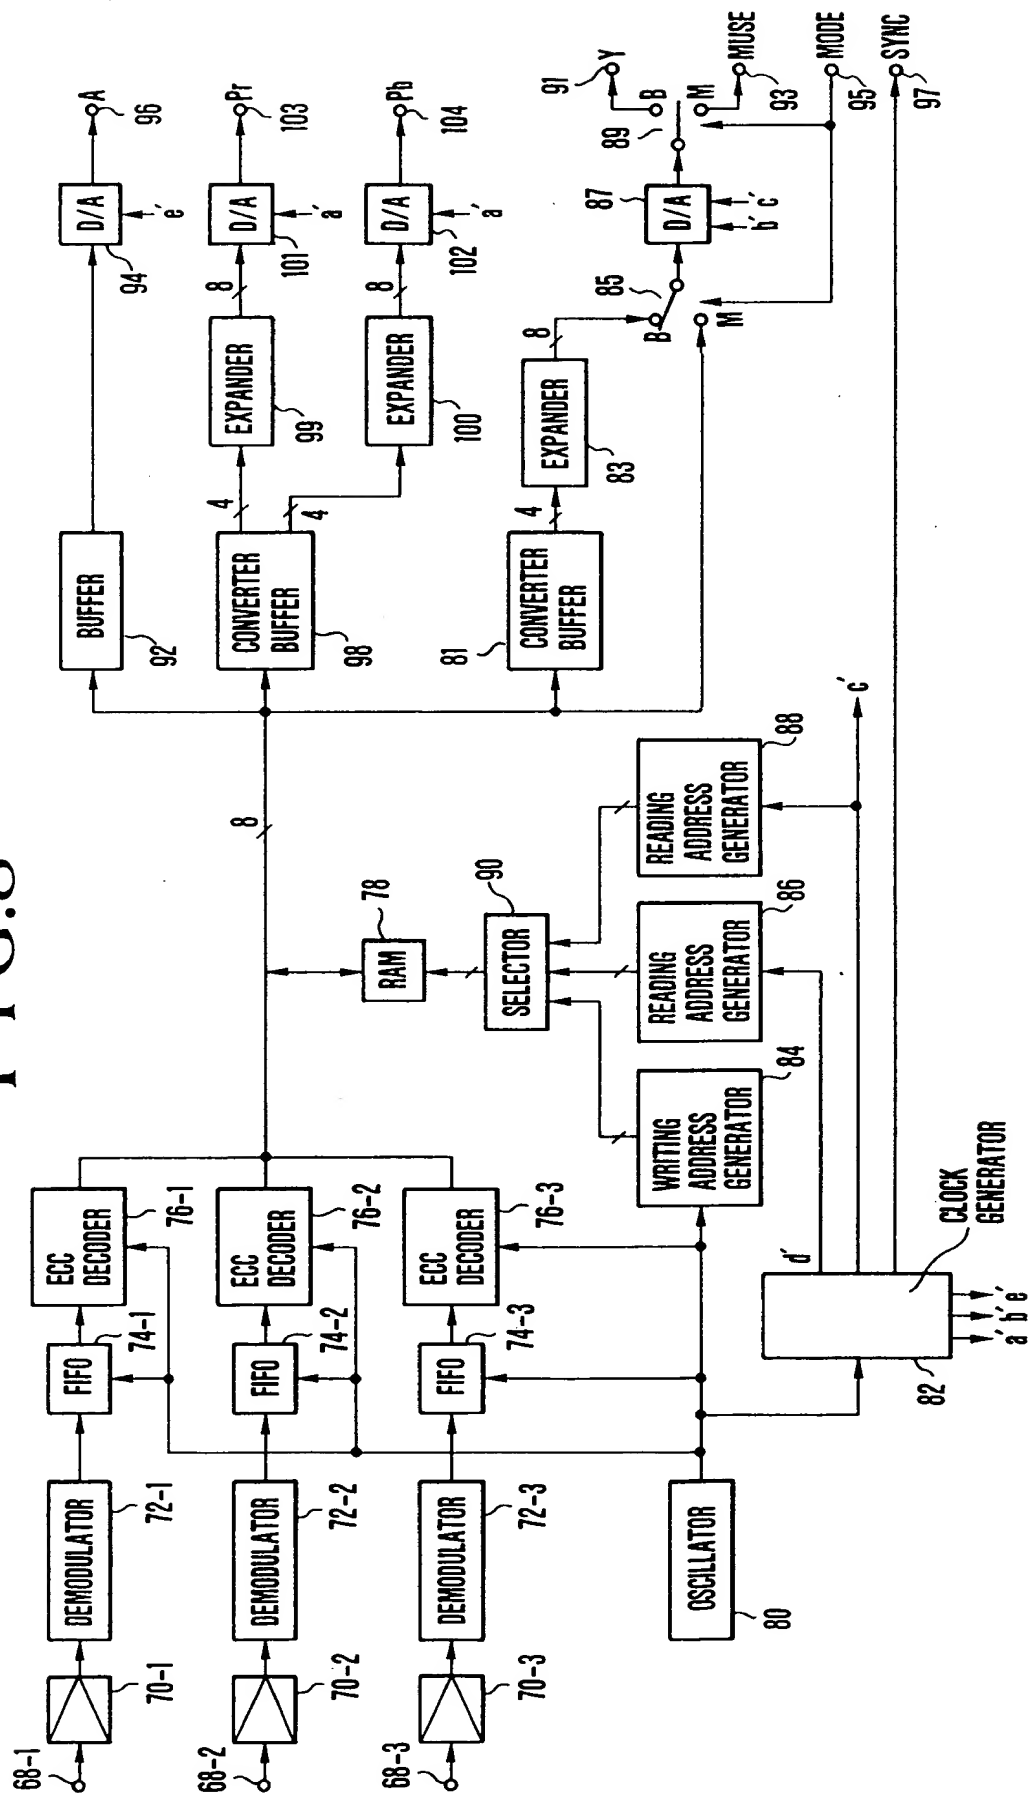 FIG.8
68-1
70-1
DEMODULATOR
72-1
FIFO
74-1
ECC
DECODER
76-1
68-2
70-2
DEMODULATOR
72-2
FIFO
74-2
ECC
DECODER
76-2
68-3
70-3
DEMODULATOR
72-3
FIFO
74-3
ECC
DECODER
76-3
8
RAM
78
SELECTOR
90
OSCILLATOR
80
WRITING
ADDRESS
GENERATOR
84
READING
ADDRESS
GENERATOR
86
READING
ADDRESS
GENERATOR
88
82
CLOCK
GENERATOR
a'
b'
e'
d'
c'
BUFFER
92
D/A
94
e'
A
96
CONVERTER
BUFFER
98
4
4
EXPANDER
99
8
D/A
101
a'
Pr
103
EXPANDER
100
8
D/A
102
a'
Pb
104
CONVERTER
BUFFER
81
4
EXPANDER
83
8
B
85
M
D/A
87
b'
c'
89
B
M
Y
91
MUSE
93
MODE
95
SYNC
97